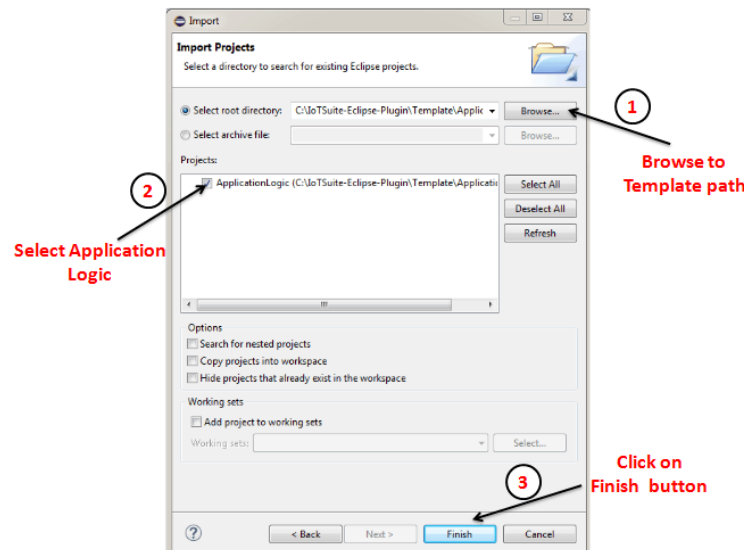 Import
Import Projects
Select a directory to search for existing Eclipse projects.
Select root directory: C:\IoTSuite-Eclipse-Plugin\Template\Applic Browse...
1
Select archive file: Browse...
Browse to
Template path
Projects:
2
ApplicationLogic (C:\IoTSuite-Eclipse-Plugin\Template\Applicatic
Select All
Deselect All
Refresh
Select Application
Logic
Options
Search for nested projects
Copy projects into workspace
Hide projects that already exist in the workspace
Working sets
Add project to working sets
Working sets: Select...
Click on
Finish button
3
? < Back Next > Finish Cancel